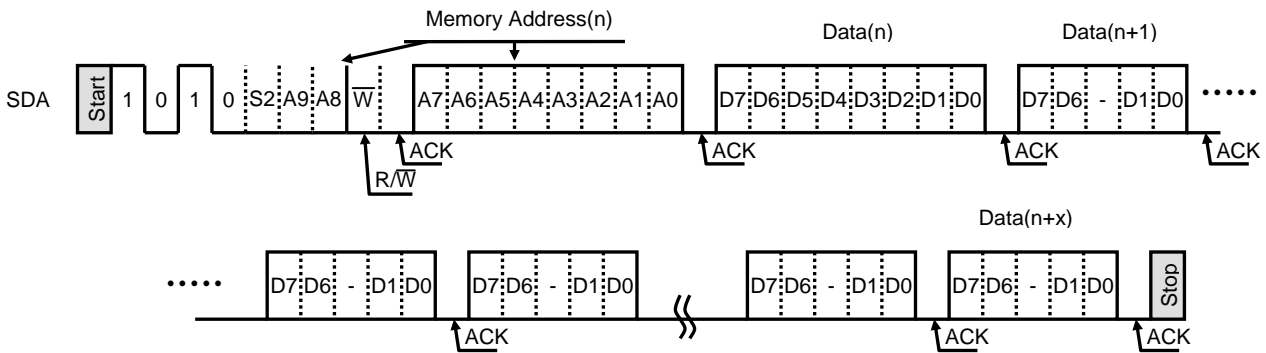 Memory Address(n)
Data(n) Data(n+1)
SDA Start 1 0 1 0 S2 A9 A8 W̅ A7 A6 A5 A4 A3 A2 A1 A0 D7 D6 D5 D4 D3 D2 D1 D0 D7 D6 - D1 D0 •••••
ACK ACK ACK ACK
R/W̅
Data(n+x)
••••• D7 D6 - D1 D0 D7 D6 - D1 D0 D7 D6 - D1 D0 D7 D6 - D1 D0 Stop
ACK ACK ACK